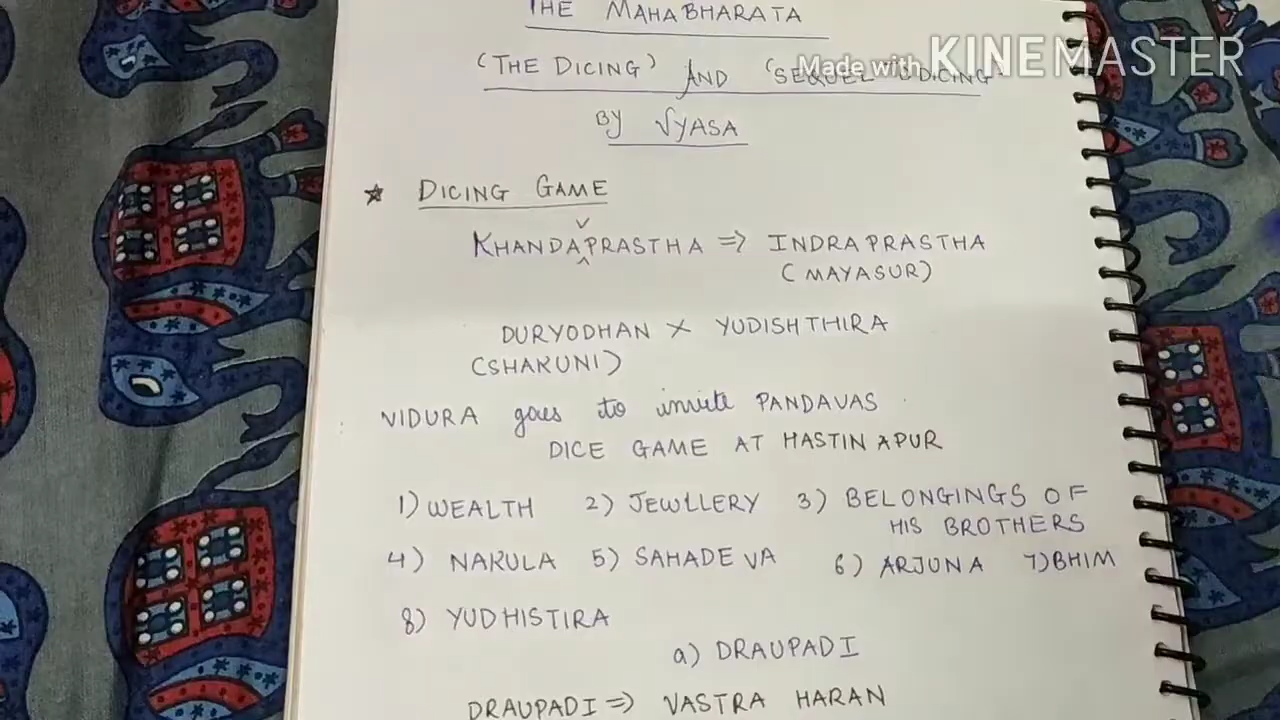 THE MAHABHARATA
(THE DICING) AND (SEQUEL DICING
Made with KINEMASTER
BY VYASA
★ DICING GAME
KHANDAVPRASTHA => INDRAPRASTHA
(MAYASUR)
DURYODHAN X YUDISHTHIRA
(SHAKUNI)
VIDURA goes to invite PANDAVAS
DICE GAME AT HASTINAPUR
1) WEALTH 2) JEWLLERY 3) BELONGINGS OF
HIS BROTHERS
4) NAKULA 5) SAHADEVA 6) ARJUNA 7) BHIM
8) YUDHISTIRA
a) DRAUPADI
DRAUPADI => VASTRA HARAN